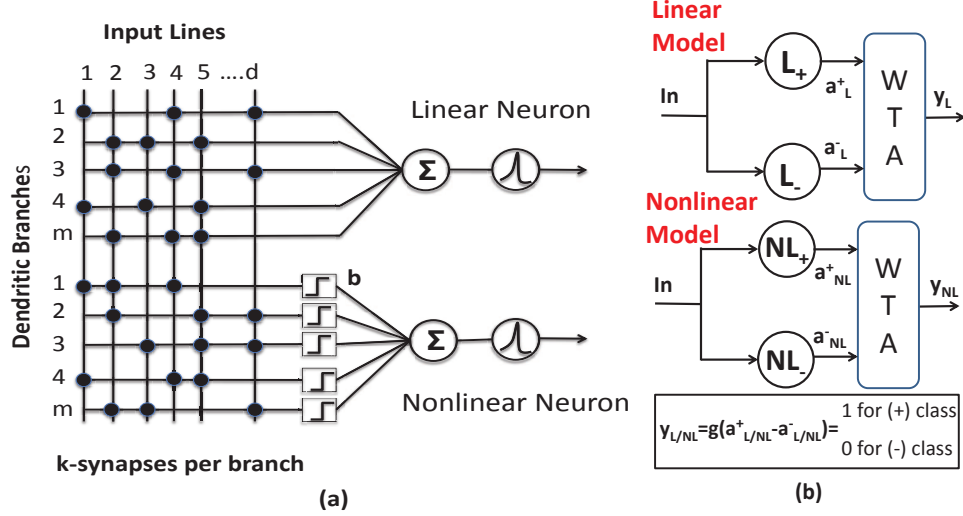 Input Lines
1 2 3 4 5 ....d
Dendritic Branches
1
2
3
4
m
Linear Neuron
Σ
1
2
3
4
m
b
Σ
Nonlinear Neuron
k-synapses per branch
(a)
Linear
Model
In
L+
a+L
L-
a-L
WTA
yL
Nonlinear
Model
In
NL+
a+NL
NL-
a-NL
WTA
yNL
yL/NL=g(a+L/NL-a-L/NL)=
1 for (+) class
0 for (-) class
(b)